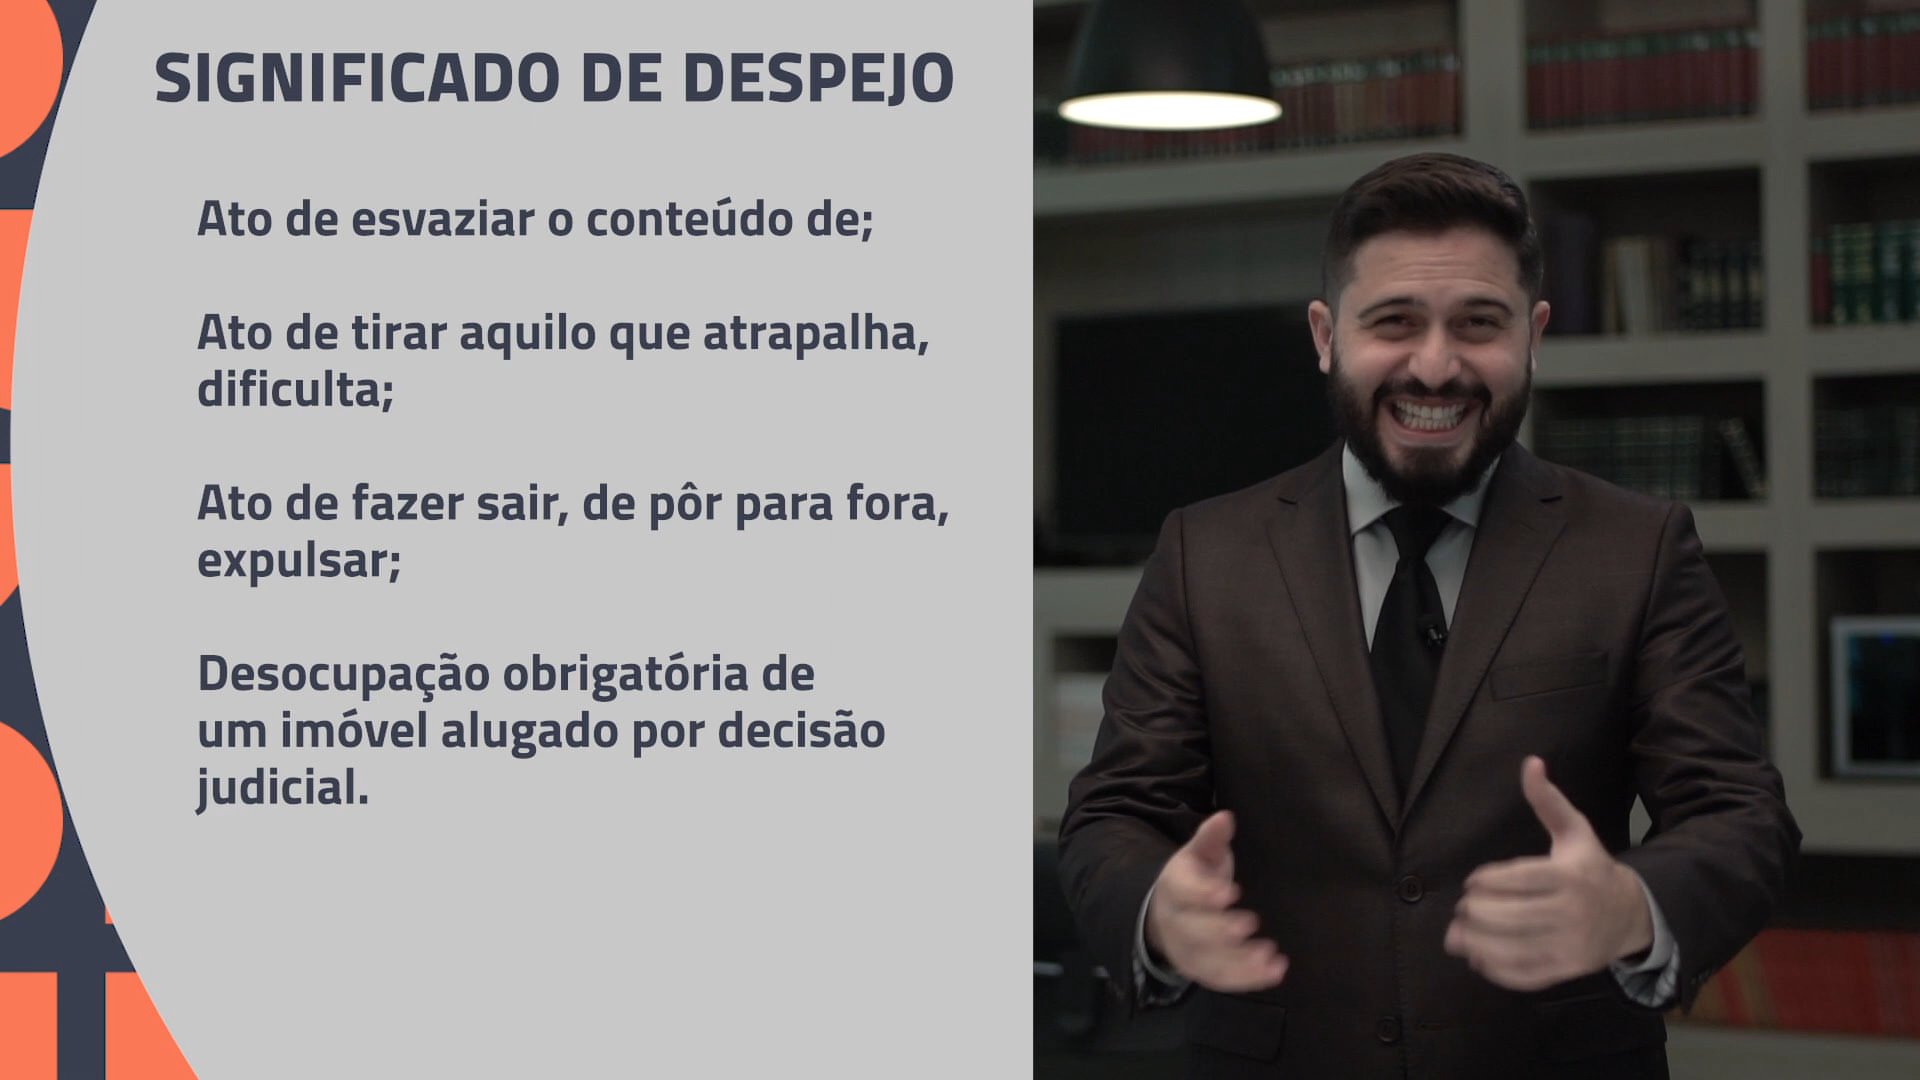 SIGNIFICADO DE DESPEJO
Ato de esvaziar o conteúdo de;
Ato de tirar aquilo que atrapalha,
dificulta;
Ato de fazer sair, de pôr para fora,
expulsar;
Desocupação obrigatória de
um imóvel alugado por decisão
judicial.